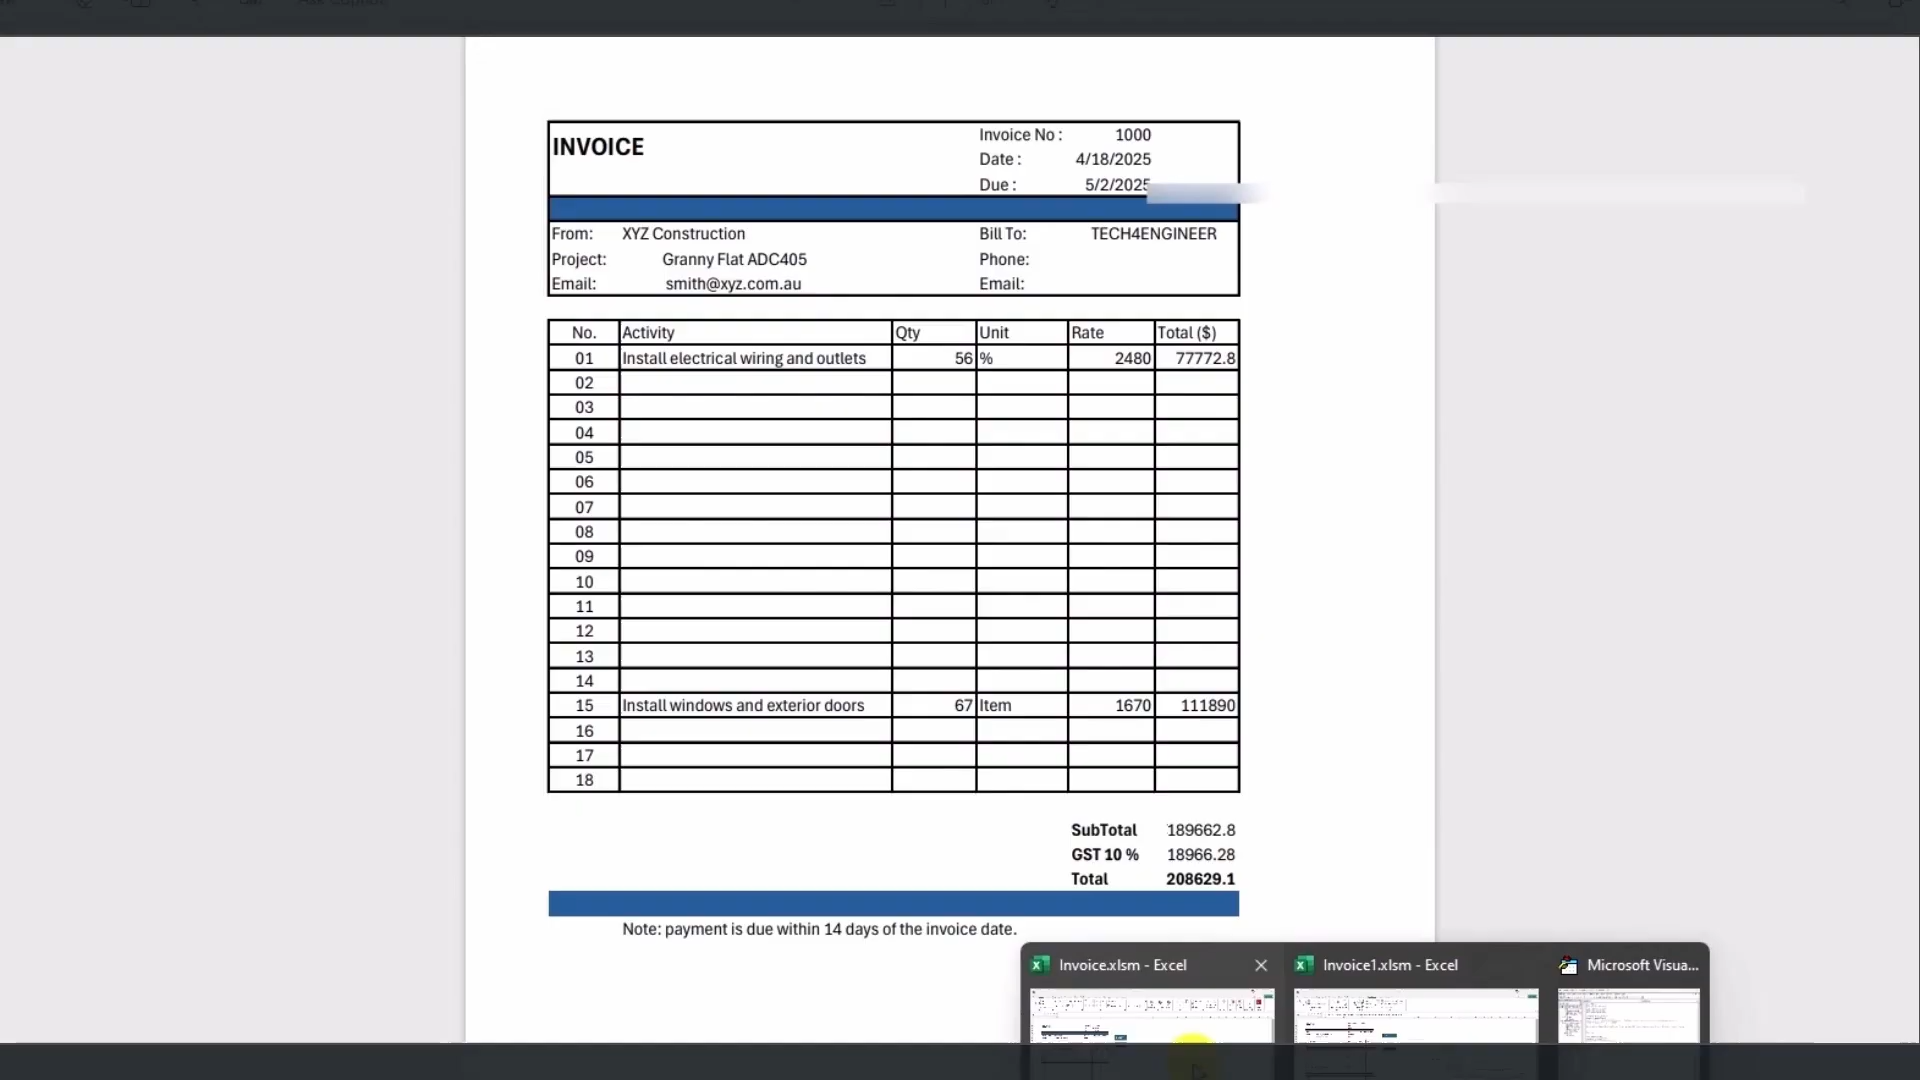 INVOICE
Invoice No : 1000
Date : 4/18/2025
Due : 5/2/2025
From: XYZ Construction
Bill To: TECH4ENGINEER
Project: Granny Flat ADC405
Phone:
Email: smith@xyz.com.au
Email:
No. Activity Qty Unit Rate Total ($)
01 Install electrical wiring and outlets 56 % 2480 77772.8
02
03
04
05
06
07
08
09
10
11
12
13
14
15 Install windows and exterior doors 67 Item 1670 111890
16
17
18
SubTotal 189662.8
GST 10 % 18966.28
Total 208629.1
Note: payment is due within 14 days of the invoice date.
Invoice.xlsm - Excel
Invoice1.xlsm - Excel
Microsoft Visua...